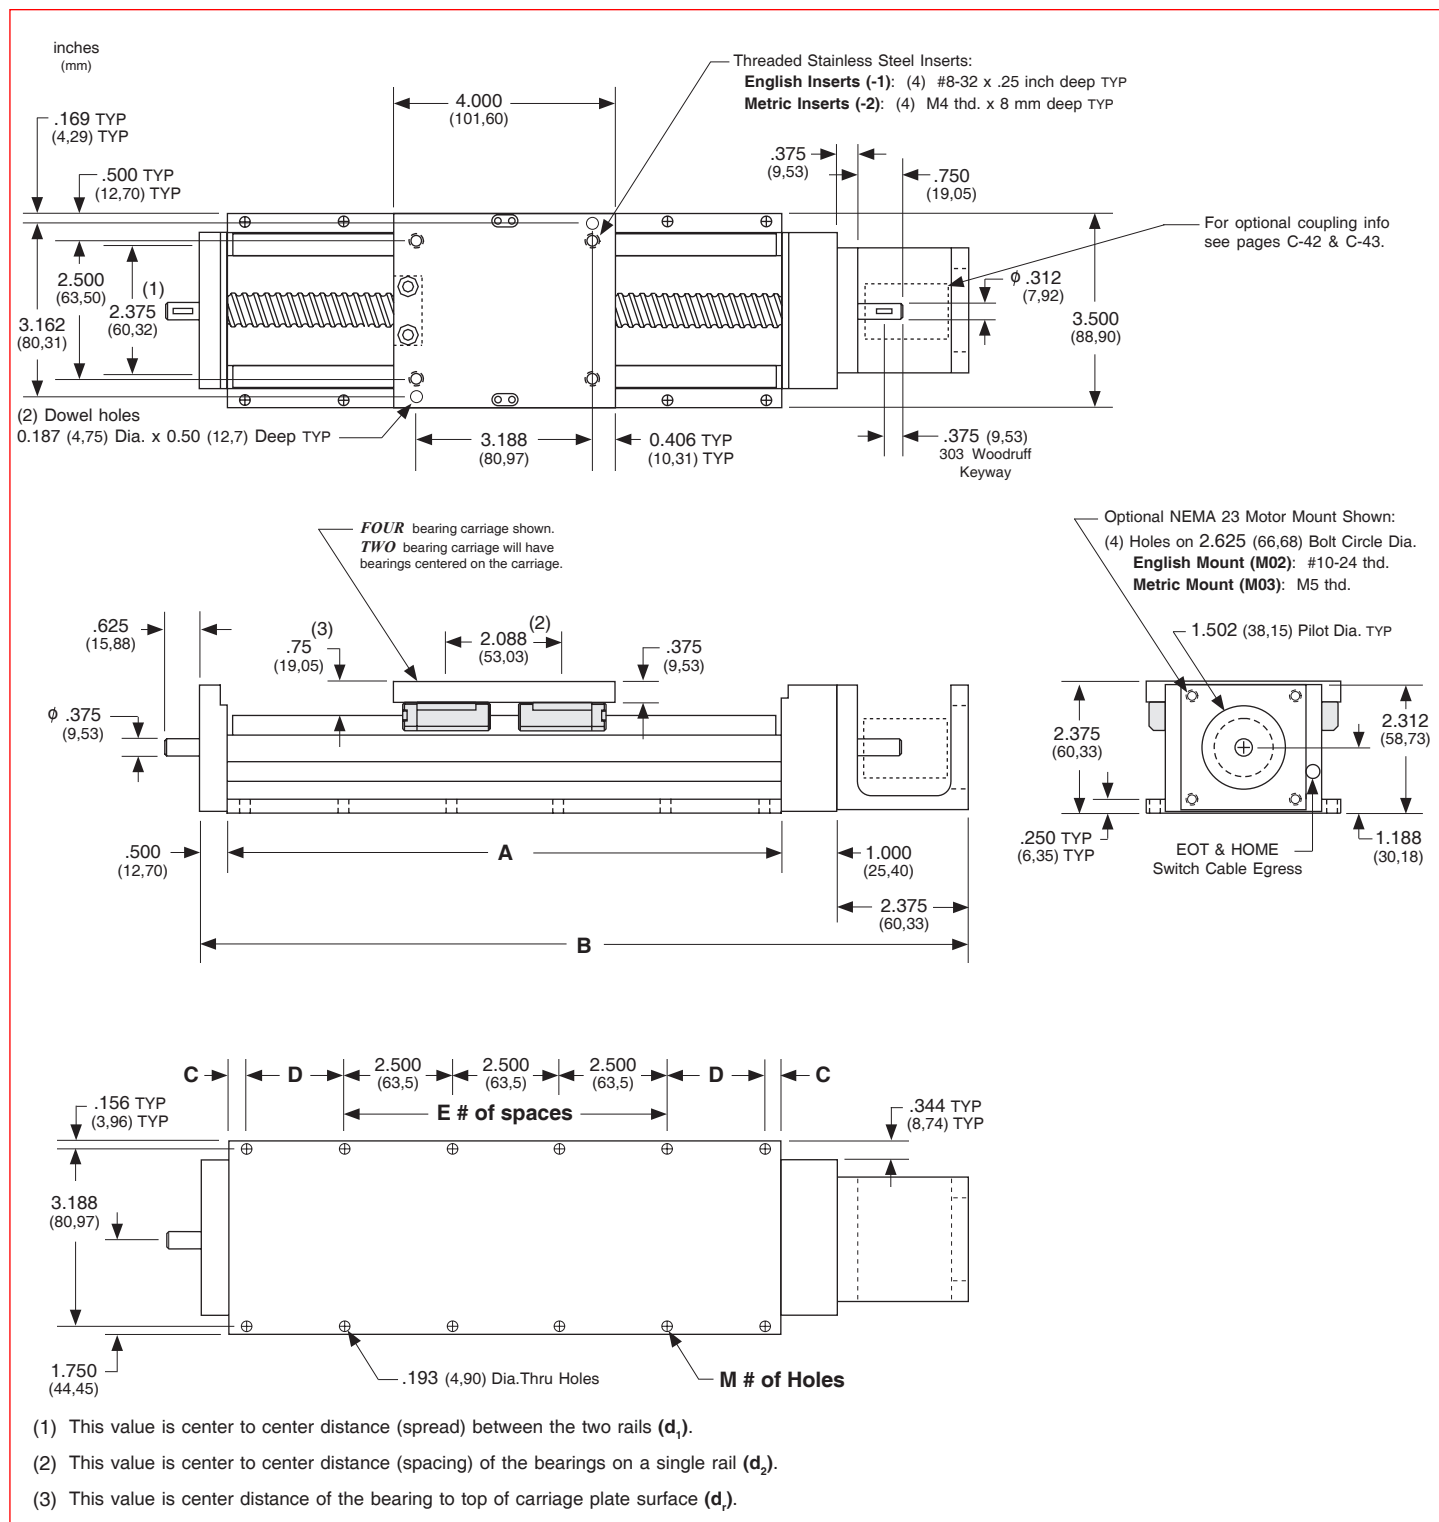 inches
(mm)
Threaded Stainless Steel Inserts:
English Inserts (-1): (4) #8-32 x .25 inch deep TYP
Metric Inserts (-2): (4) M4 thd. x 8 mm deep TYP
4.000
(101,60)
.169 TYP
(4,29) TYP
.500 TYP
(12,70) TYP
.375
(9,53)
.750
(19,05)
For optional coupling info
see pages C-42 & C-43.
2.500
(63,50)
(1)
2.375
(60,32)
3.162
(80,31)
ϕ .312
(7,92)
3.500
(88,90)
(2) Dowel holes
0.187 (4,75) Dia. x 0.50 (12,7) Deep TYP
3.188
(80,97)
0.406 TYP
(10,31) TYP
.375 (9,53)
303 Woodruff
Keyway
FOUR bearing carriage shown.
TWO bearing carriage will have
bearings centered on the carriage.
Optional NEMA 23 Motor Mount Shown:
(4) Holes on 2.625 (66,68) Bolt Circle Dia.
English Mount (M02): #10-24 thd.
Metric Mount (M03): M5 thd.
.625
(15,88)
(3)
.75
(19,05)
(2)
2.088
(53,03)
.375
(9,53)
1.502 (38,15) Pilot Dia. TYP
ϕ .375
(9,53)
2.375
(60,33)
2.312
(58,73)
.500
(12,70)
A
1.000
(25,40)
.250 TYP
(6,35) TYP
EOT & HOME
Switch Cable Egress
1.188
(30,18)
2.375
(60,33)
B
C
D
2.500
(63,5)
2.500
(63,5)
2.500
(63,5)
D
C
E # of spaces
.156 TYP
(3,96) TYP
.344 TYP
(8,74) TYP
3.188
(80,97)
1.750
(44,45)
.193 (4,90) Dia.Thru Holes
M # of Holes
(1) This value is center to center distance (spread) between the two rails (d₁).
(2) This value is center to center distance (spacing) of the bearings on a single rail (d₂).
(3) This value is center distance of the bearing to top of carriage plate surface (dᵣ).